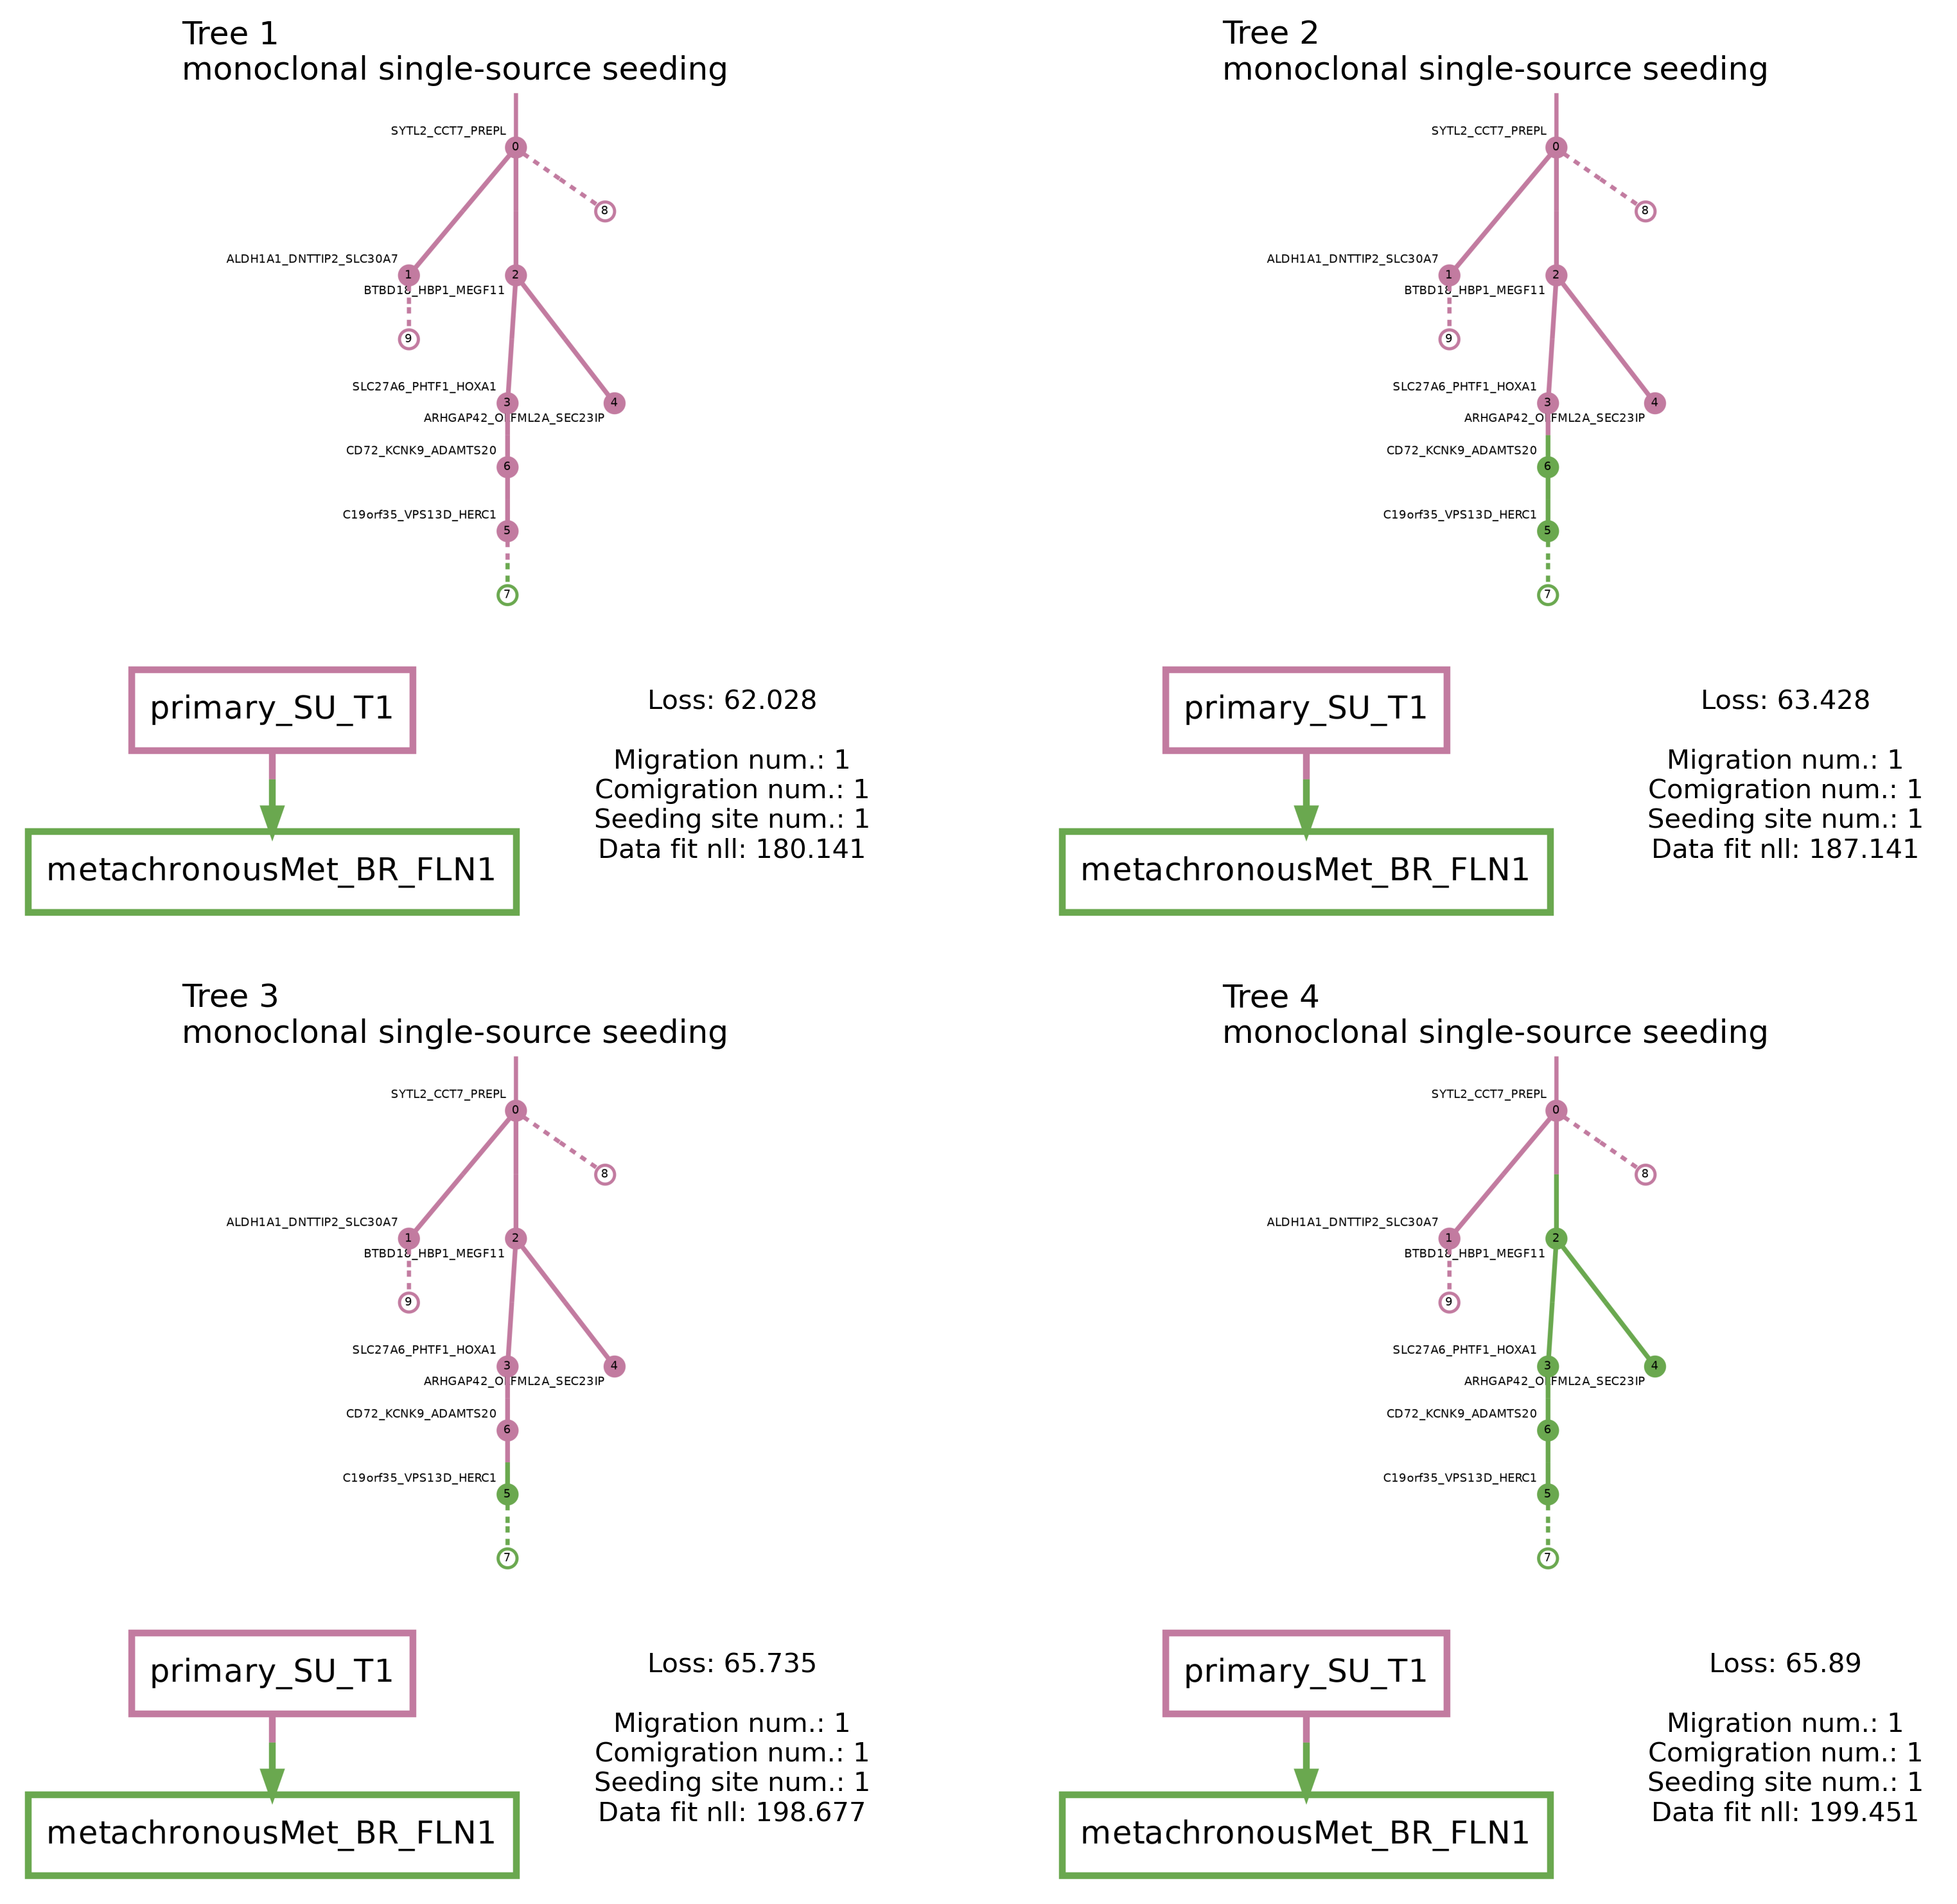 Tree 1
monoclonal single-source seeding
SYTL2_CCT7_PREPL
0
8
ALDH1A1_DNTTIP2_SLC30A7
1
2
BTBD18_HBP1_MEGF11
9
SLC27A6_PHTF1_HOXA1
3
4
ARHGAP42_OLFML2A_SEC23IP
CD72_KCNK9_ADAMTS20
6
C19orf35_VPS13D_HERC1
5
7
primary_SU_T1
metachronousMet_BR_FLN1
Loss: 62.028
Migration num.: 1
Comigration num.: 1
Seeding site num.: 1
Data fit nll: 180.141
Tree 2
monoclonal single-source seeding
SYTL2_CCT7_PREPL
0
8
ALDH1A1_DNTTIP2_SLC30A7
1
2
BTBD18_HBP1_MEGF11
9
SLC27A6_PHTF1_HOXA1
3
4
ARHGAP42_OLFML2A_SEC23IP
CD72_KCNK9_ADAMTS20
6
C19orf35_VPS13D_HERC1
5
7
primary_SU_T1
metachronousMet_BR_FLN1
Loss: 63.428
Migration num.: 1
Comigration num.: 1
Seeding site num.: 1
Data fit nll: 187.141
Tree 3
monoclonal single-source seeding
SYTL2_CCT7_PREPL
0
8
ALDH1A1_DNTTIP2_SLC30A7
1
2
BTBD18_HBP1_MEGF11
9
SLC27A6_PHTF1_HOXA1
3
4
ARHGAP42_OLFML2A_SEC23IP
CD72_KCNK9_ADAMTS20
6
C19orf35_VPS13D_HERC1
5
7
primary_SU_T1
metachronousMet_BR_FLN1
Loss: 65.735
Migration num.: 1
Comigration num.: 1
Seeding site num.: 1
Data fit nll: 198.677
Tree 4
monoclonal single-source seeding
SYTL2_CCT7_PREPL
0
8
ALDH1A1_DNTTIP2_SLC30A7
1
2
BTBD18_HBP1_MEGF11
9
SLC27A6_PHTF1_HOXA1
3
4
ARHGAP42_OLFML2A_SEC23IP
CD72_KCNK9_ADAMTS20
6
C19orf35_VPS13D_HERC1
5
7
primary_SU_T1
metachronousMet_BR_FLN1
Loss: 65.89
Migration num.: 1
Comigration num.: 1
Seeding site num.: 1
Data fit nll: 199.451